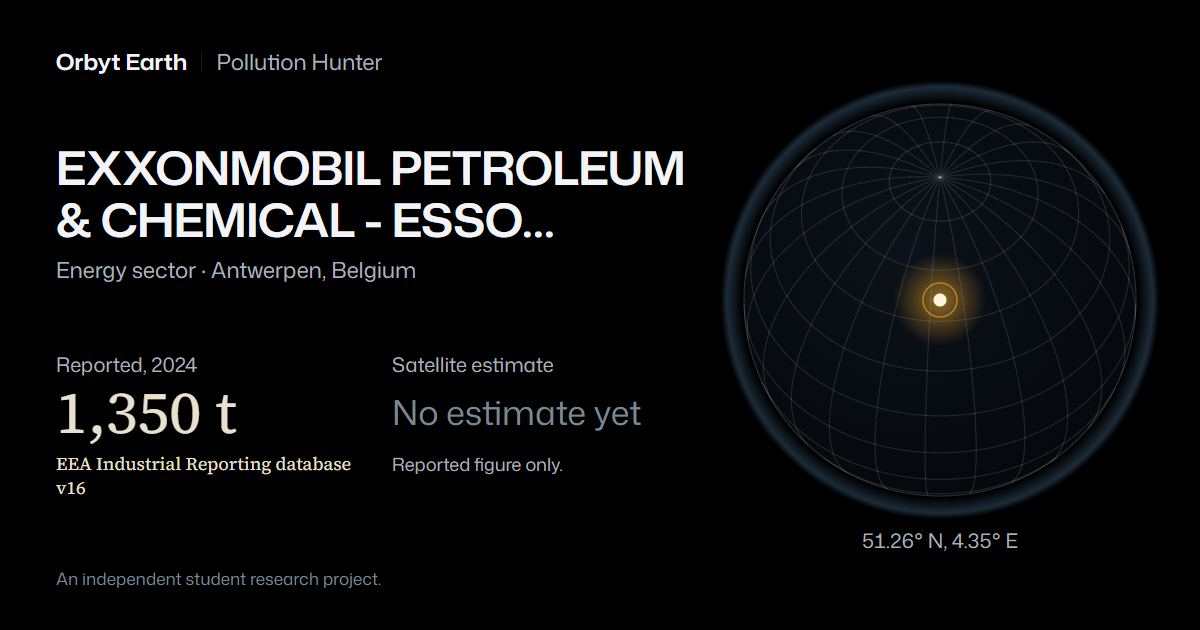 Orbyt Earth | Pollution Hunter
EXXONMOBIL PETROLEUM
& CHEMICAL - ESSO...
Energy sector · Antwerpen, Belgium
Reported, 2024
1,350 t
EEA Industrial Reporting database
v16
Satellite estimate
No estimate yet
Reported figure only.
51.26° N, 4.35° E
An independent student research project.